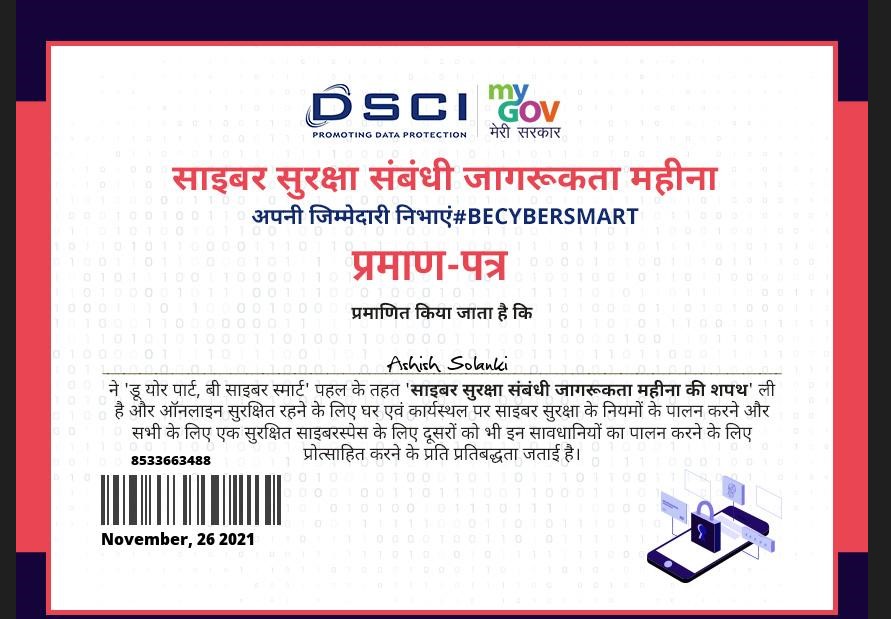 DSCI
PROMOTING DATA PROTECTION
my
GOV
मेरी सरकार
साइबर सुरक्षा संबंधी जागरूकता महीना
अपनी जिम्मेदारी निभाएं#BECYBERSMART
प्रमाण-पत्र
प्रमाणित किया जाता है कि
Ashish Solanki
ने 'डू योर पार्ट, बी साइबर स्मार्ट' पहल के तहत 'साइबर सुरक्षा संबंधी जागरूकता महीना की शपथ' ली
है और ऑनलाइन सुरक्षित रहने के लिए घर एवं कार्यस्थल पर साइबर सुरक्षा के नियमों के पालन करने और
सभी के लिए एक सुरक्षित साइबरस्पेस के लिए दूसरों को भी इन सावधानियों का पालन करने के लिए
प्रोत्साहित करने के प्रति प्रतिबद्धता जताई है।
8533663488
November, 26 2021